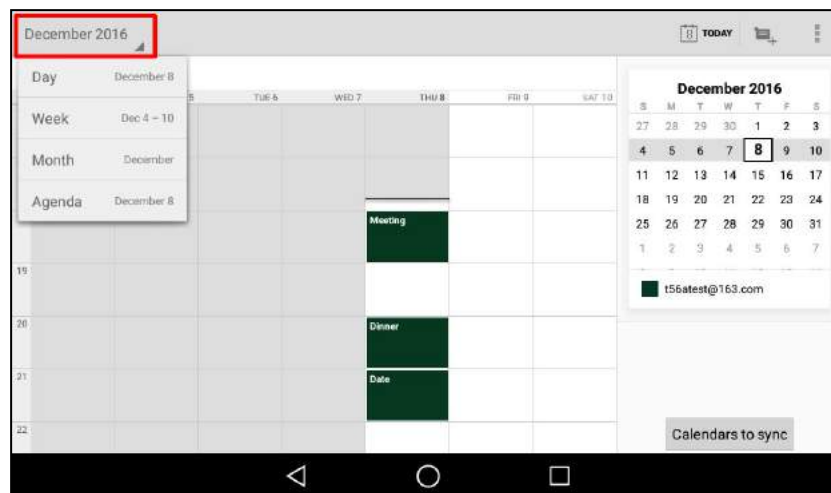 December 2016
8 TODAY
Day December 8
Week Dec 4 – 10
Month December
Agenda December 8
5 TUE 6 WED 7 THU 8 FRI 9 SAT 10
Meeting
19
20
Dinner
21
Date
22
December 2016
S M T W T F S
27 28 29 30 1 2 3
4 5 6 7 8 9 10
11 12 13 14 15 16 17
18 19 20 21 22 23 24
25 26 27 28 29 30 31
1 2 3 4 5 6 7
t56atest@163.com
Calendars to sync